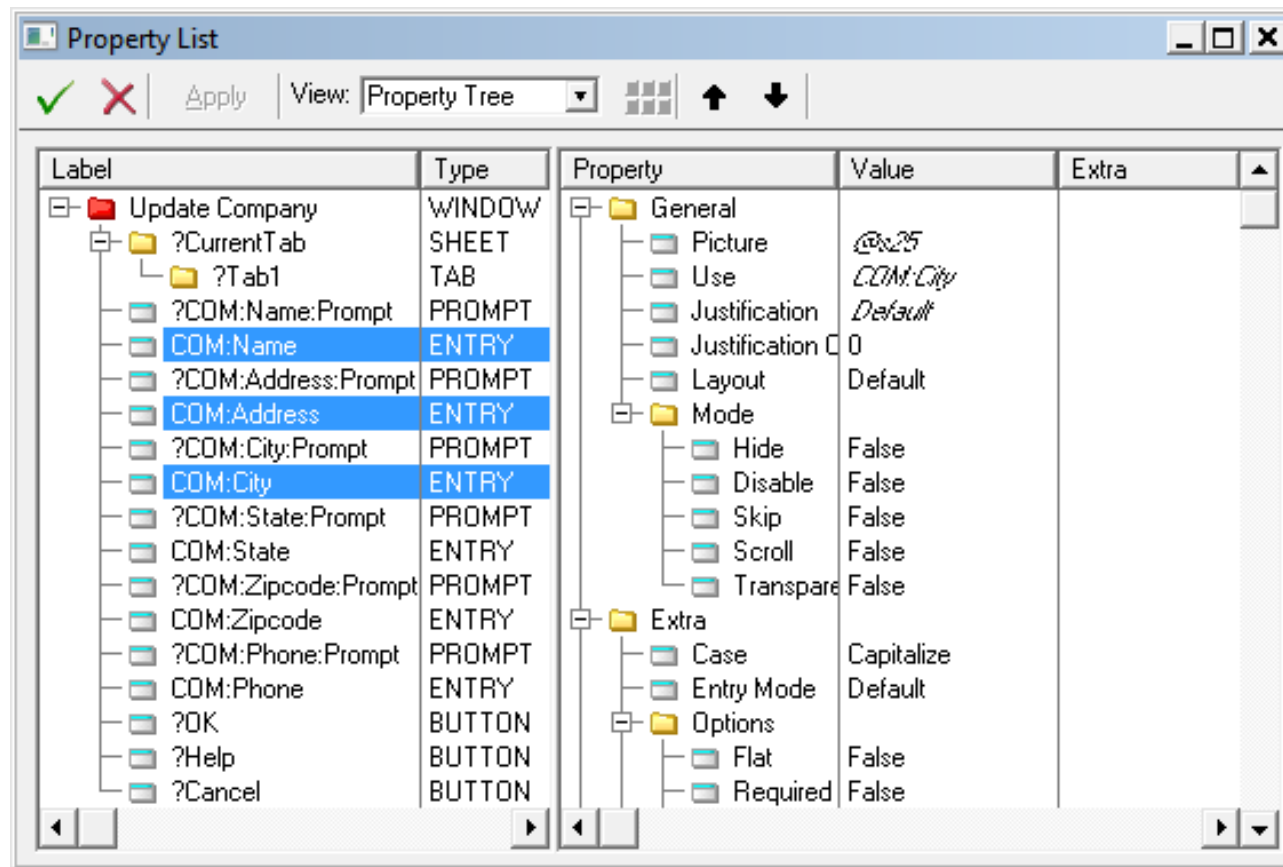 Property List
Apply View: Property Tree
Label Type Property Value Extra
Update Company WINDOW General
?CurrentTab SHEET Picture @s25
?Tab1 TAB Use COM:City
?COM:Name:Prompt PROMPT Justification Default
COM:Name ENTRY Justification O 0
?COM:Address:Prompt PROMPT Layout Default
COM:Address ENTRY Mode
?COM:City:Prompt PROMPT Hide False
COM:City ENTRY Disable False
?COM:State:Prompt PROMPT Skip False
COM:State ENTRY Scroll False
?COM:Zipcode:Prompt PROMPT Transpare False
COM:Zipcode ENTRY Extra
?COM:Phone:Prompt PROMPT Case Capitalize
COM:Phone ENTRY Entry Mode Default
?OK BUTTON Options
?Help BUTTON Flat False
?Cancel BUTTON Required False